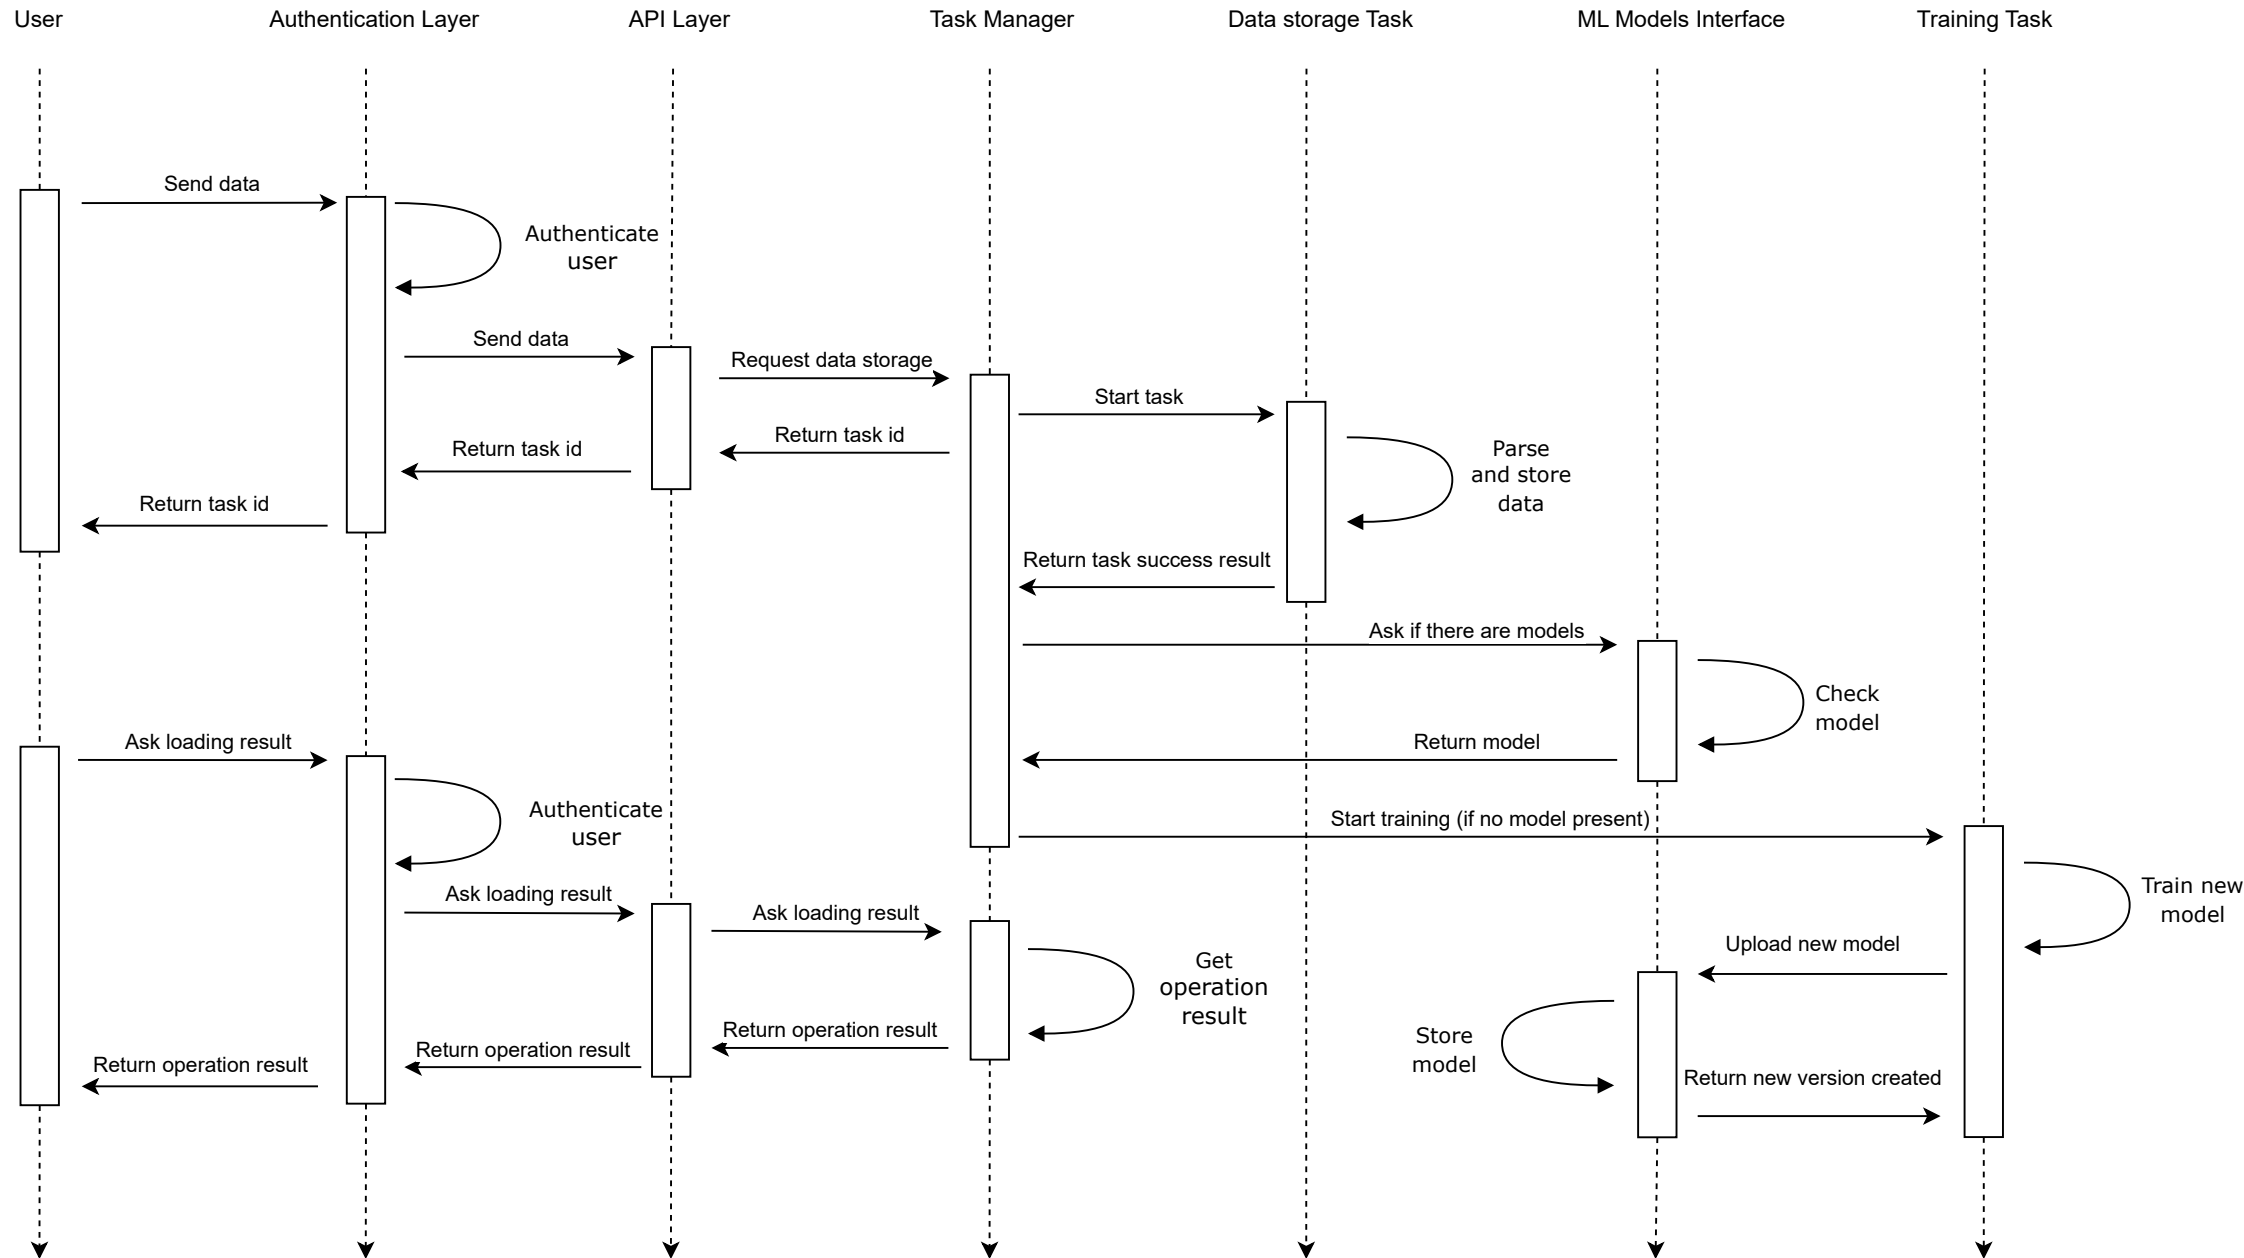 User
Authentication Layer
API Layer
Task Manager
Data storage Task
ML Models Interface
Training Task
Send data
Authenticate
user
Send data
Request data storage
Start task
Return task id
Return task id
Return task id
Parse
and store
data
Return task success result
Ask if there are models
Check
model
Return model
Ask loading result
Authenticate
user
Start training (if no model present)
Train new
model
Ask loading result
Ask loading result
Get
operation
result
Upload new model
Store
model
Return operation result
Return operation result
Return operation result
Return new version created